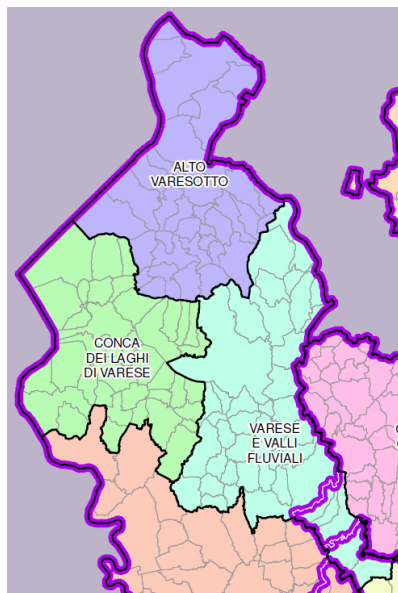 ALTO
VARESOTTO
CONCA
DEI LAGHI
DI VARESE
VARESE
E VALLI
FLUVIALI